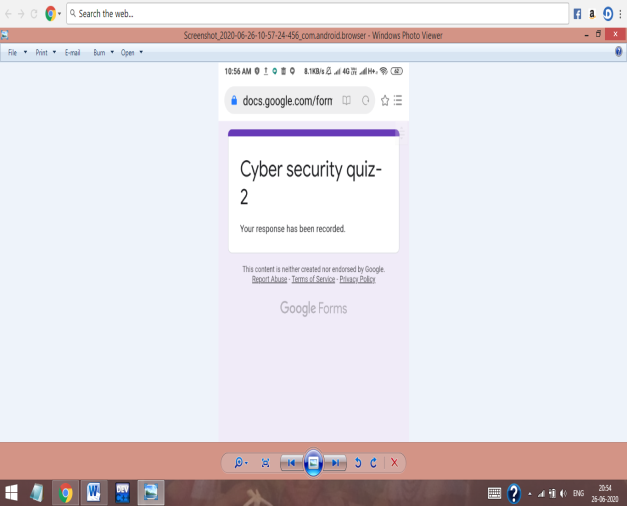 Search the web...
Screenshot_2020-06-26-10-57-24-456_com.android.browser - Windows Photo Viewer
File Print E-mail Burn Open
10:56 AM 8.1KB/s 4G H+ 62
docs.google.com/form
Cyber security quiz-
2
Your response has been recorded.
This content is neither created nor endorsed by Google.
Report Abuse - Terms of Service - Privacy Policy
Google Forms
DEV
ENG
20:54
26-06-2020